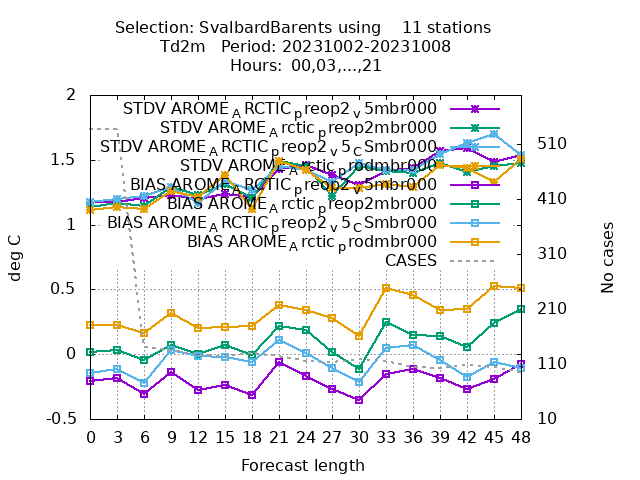 Selection: SvalbardBarents using    11 stations
Td2m   Period: 20231002-20231008
Hours:  00,03,...,21
2
1.5
1
0.5
0
-0.5
deg C
STDV AROME_ARCTIC_preop2_v5mbr000
STDV AROME_Arctic_preop2mbr000
STDV AROME_ARCTIC_preop2_v5_CSmbr000
STDV AROME_Arctic_prodmbr000
BIAS AROME_ARCTIC_preop2_v5mbr000
BIAS AROME_Arctic_preop2mbr000
BIAS AROME_ARCTIC_preop2_v5_CSmbr000
BIAS AROME_Arctic_prodmbr000
CASES
510
410
310
210
110
10
No cases
0 3 6 9 12 15 18 21 24 27 30 33 36 39 42 45 48
Forecast length